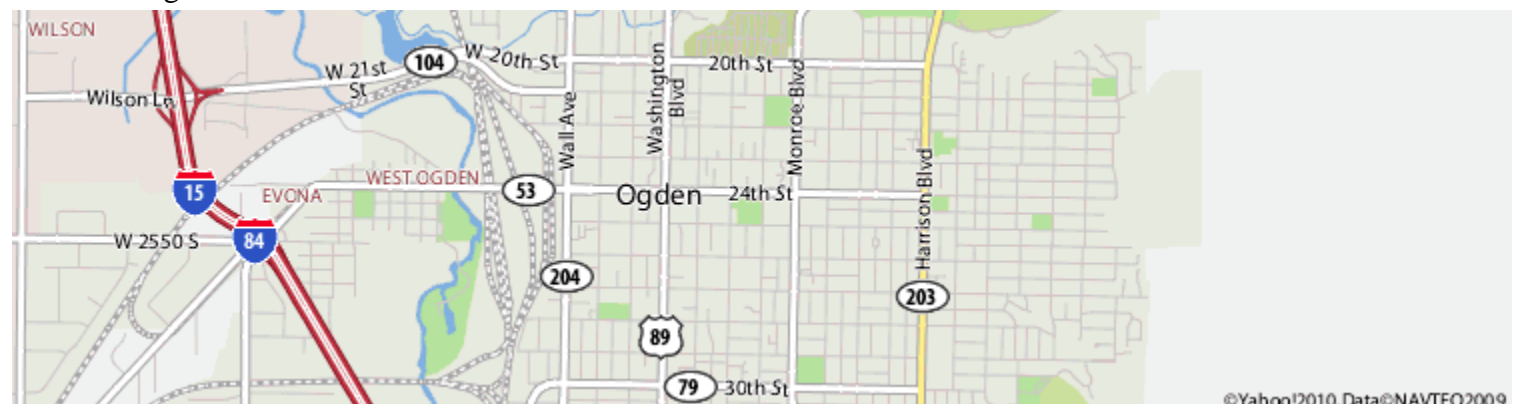 WILSON
104
W 20th St
W 21st
St
20th St
Wilson Ln
Wall Ave
Washington
Blvd
Monroe Blvd
Harrison Blvd
15
EVONA
WEST OGDEN
53
Ogden
24th St
W 2550 S
84
204
203
89
79
30th St
©Yahoo!2010 Data©NAVTEQ2009